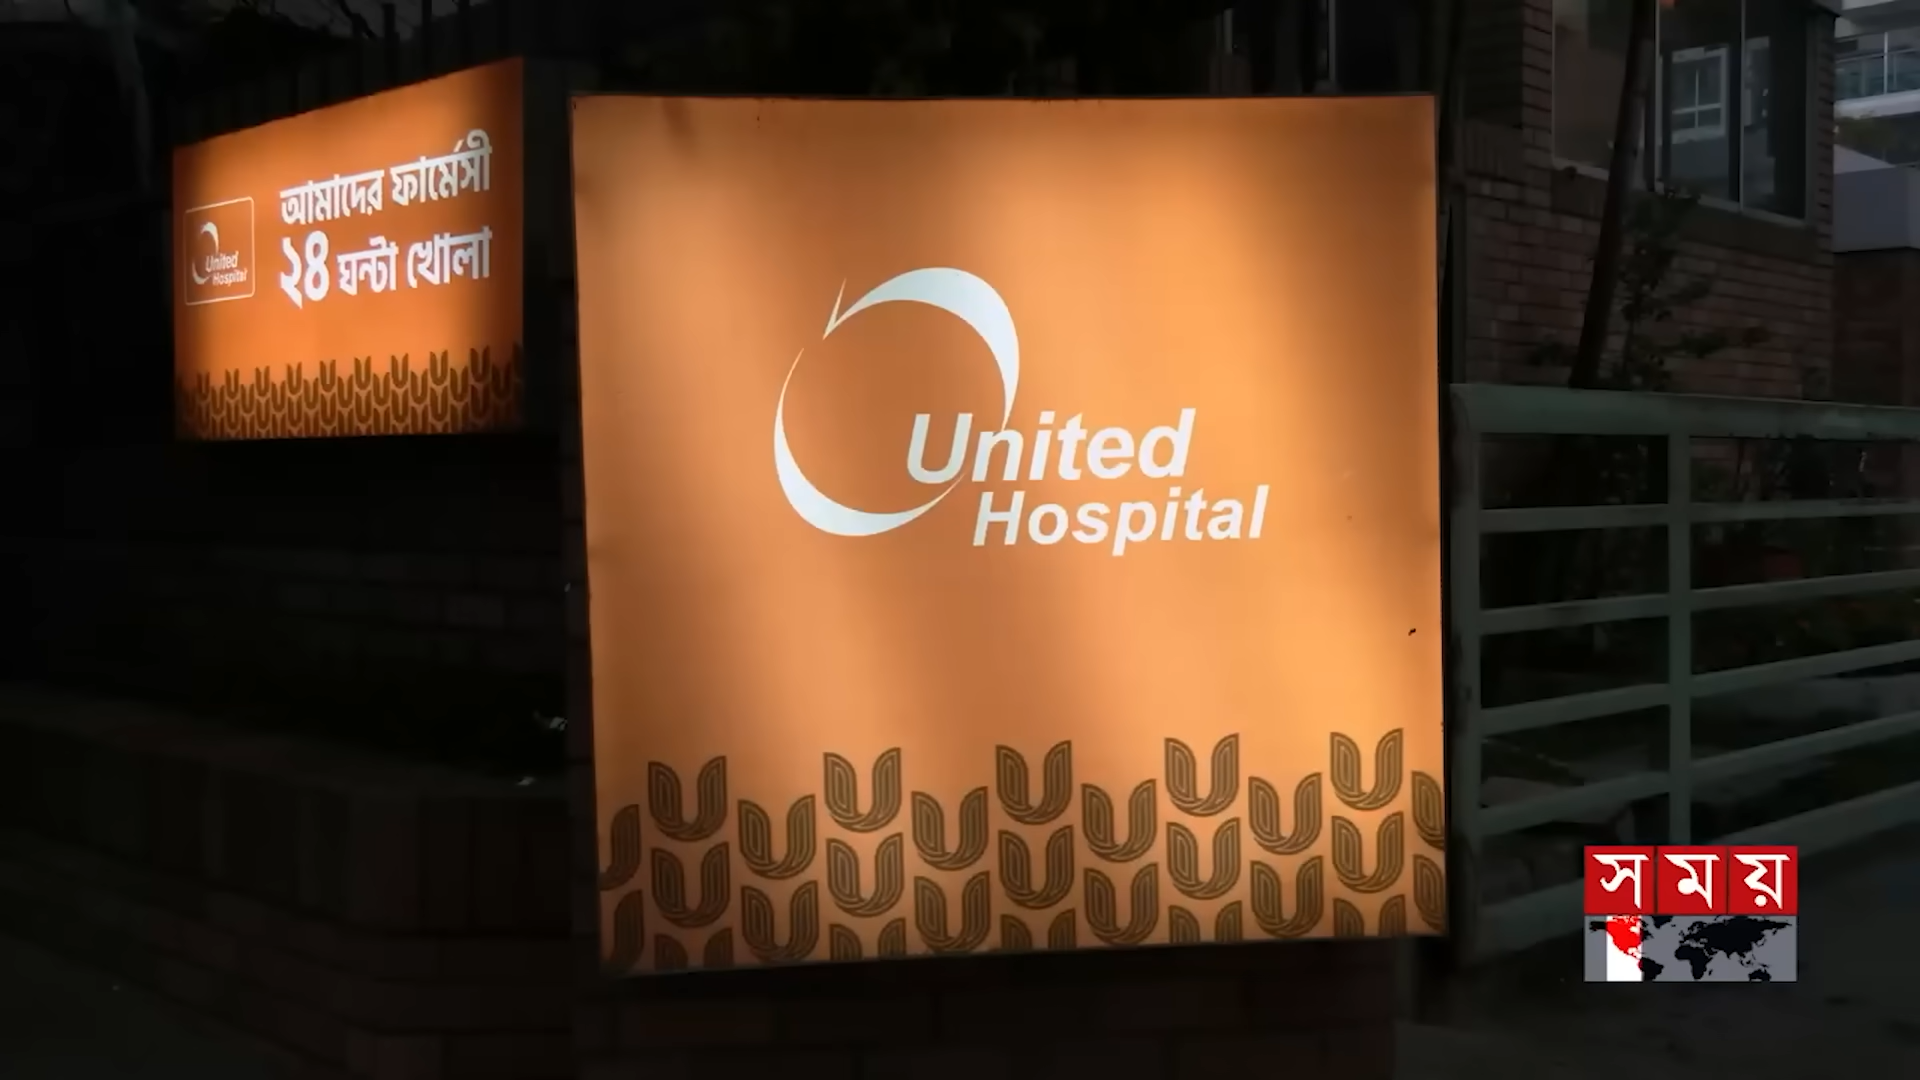 আমাদের ফার্মেসী
২৪ ঘন্টা খোলা
United
Hospital
United
Hospital
সময়